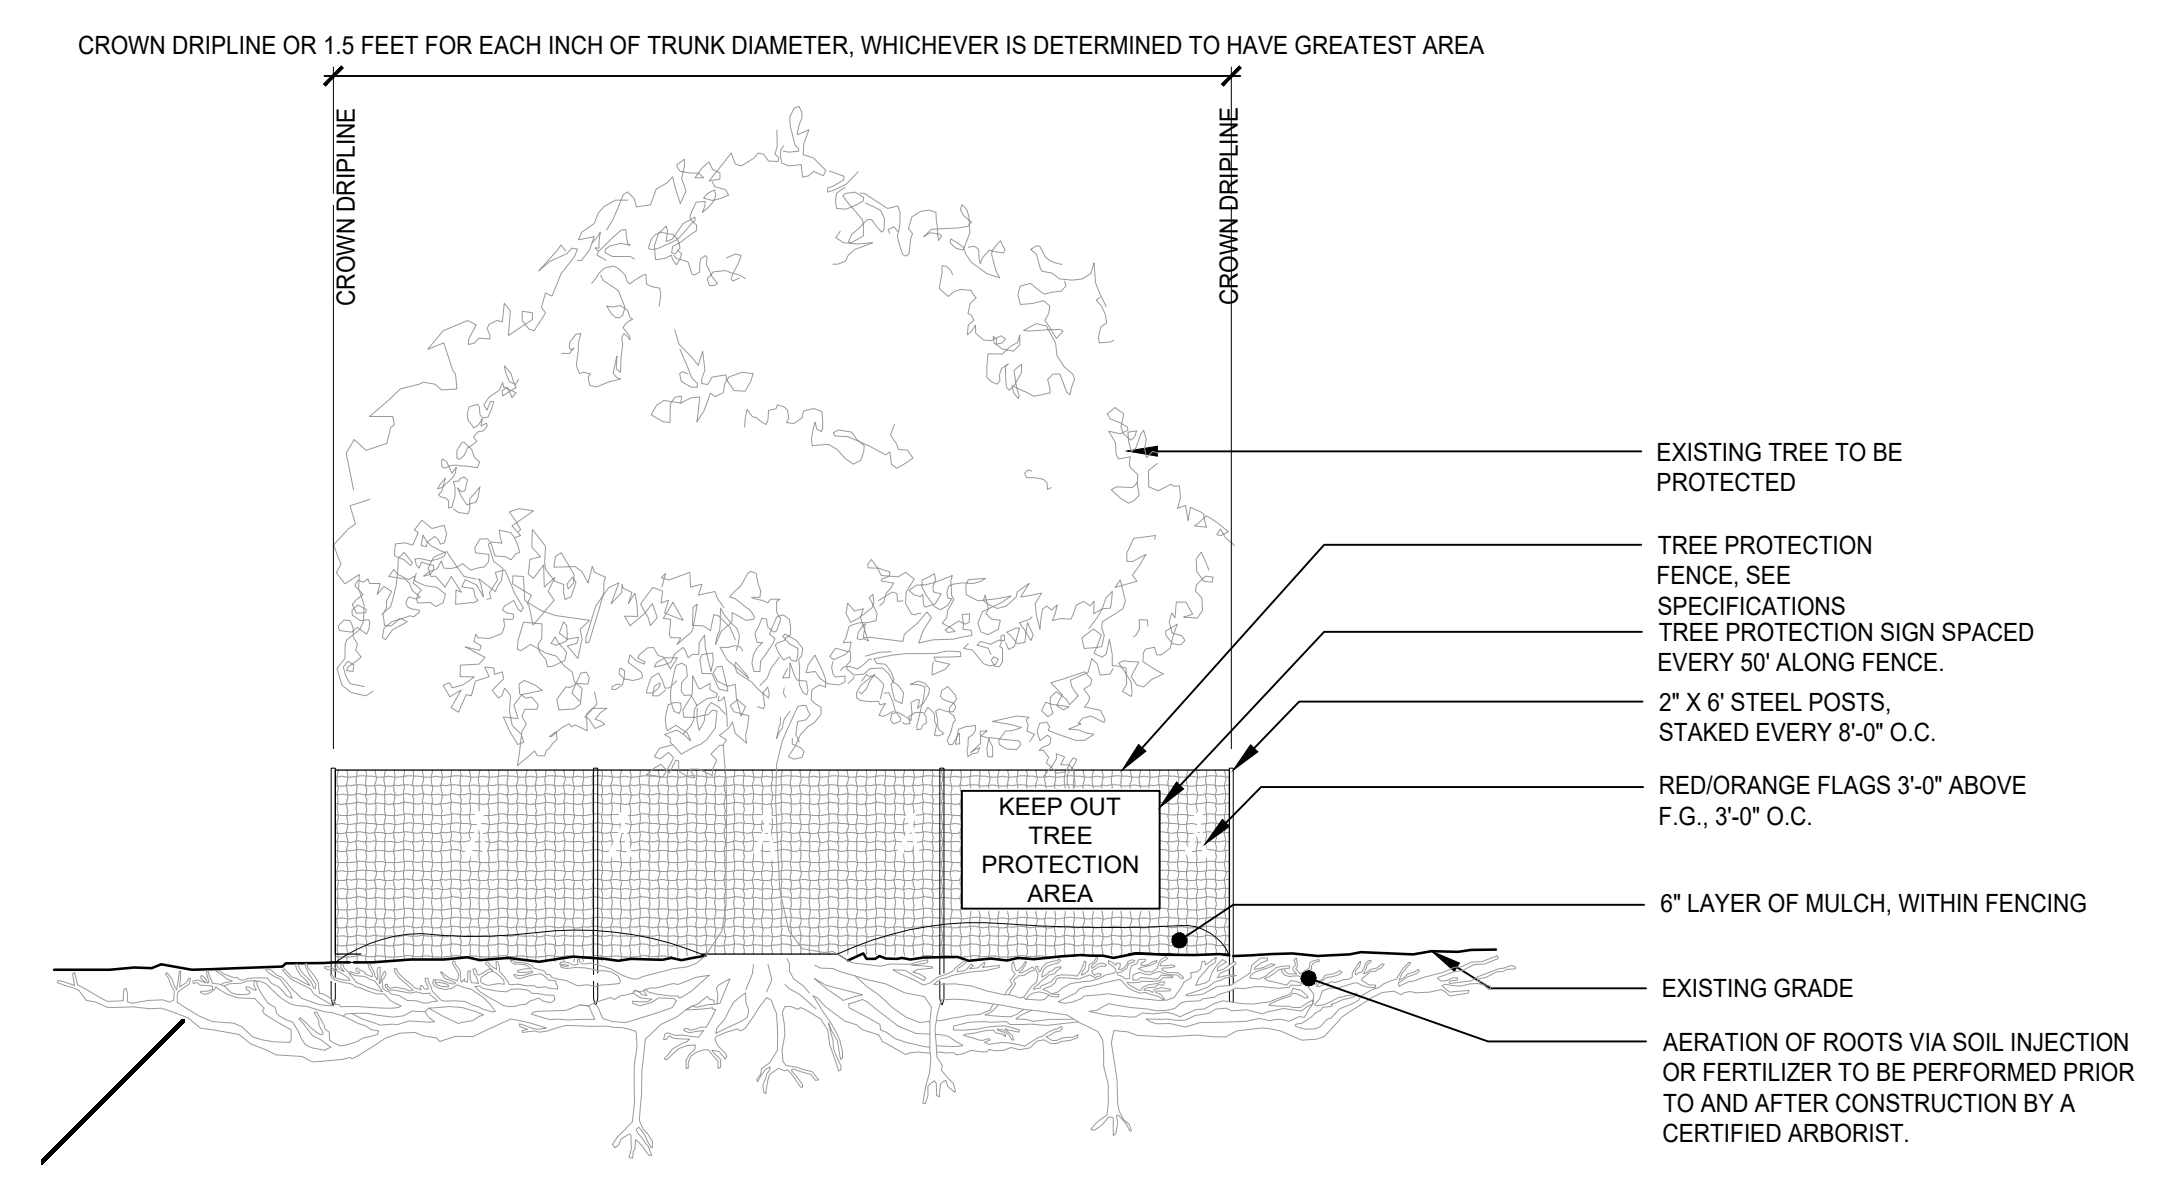 CROWN DRIPLINE OR 1.5 FEET FOR EACH INCH OF TRUNK DIAMETER, WHICHEVER IS DETERMINED TO HAVE GREATEST AREA
CROWN DRIPLINE
CROWN DRIPLINE
EXISTING TREE TO BE
PROTECTED
TREE PROTECTION
FENCE, SEE
SPECIFICATIONS
TREE PROTECTION SIGN SPACED
EVERY 50' ALONG FENCE.
2" X 6' STEEL POSTS,
STAKED EVERY 8'-0" O.C.
RED/ORANGE FLAGS 3'-0" ABOVE
F.G., 3'-0" O.C.
KEEP OUT
TREE
PROTECTION
AREA
6" LAYER OF MULCH, WITHIN FENCING
EXISTING GRADE
AERATION OF ROOTS VIA SOIL INJECTION
OR FERTILIZER TO BE PERFORMED PRIOR
TO AND AFTER CONSTRUCTION BY A
CERTIFIED ARBORIST.